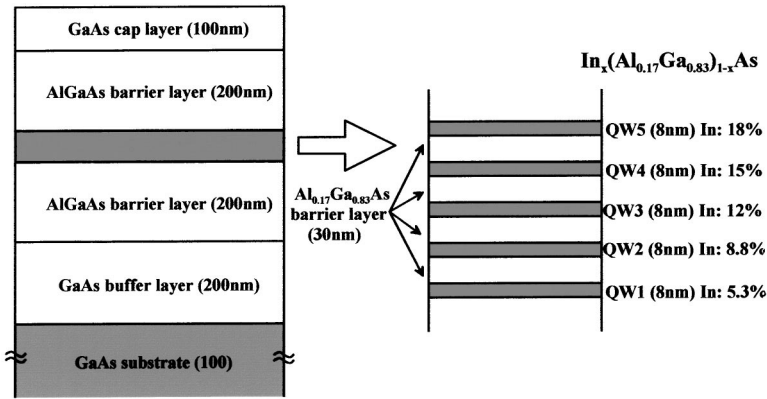 GaAs cap layer (100nm)
AlGaAs barrier layer (200nm)
AlGaAs barrier layer (200nm)
GaAs buffer layer (200nm)
GaAs substrate (100)
Al0.17Ga0.83As
barrier layer
(30nm)
Inx(Al0.17Ga0.83)1-xAs
QW5 (8nm) In: 18%
QW4 (8nm) In: 15%
QW3 (8nm) In: 12%
QW2 (8nm) In: 8.8%
QW1 (8nm) In: 5.3%